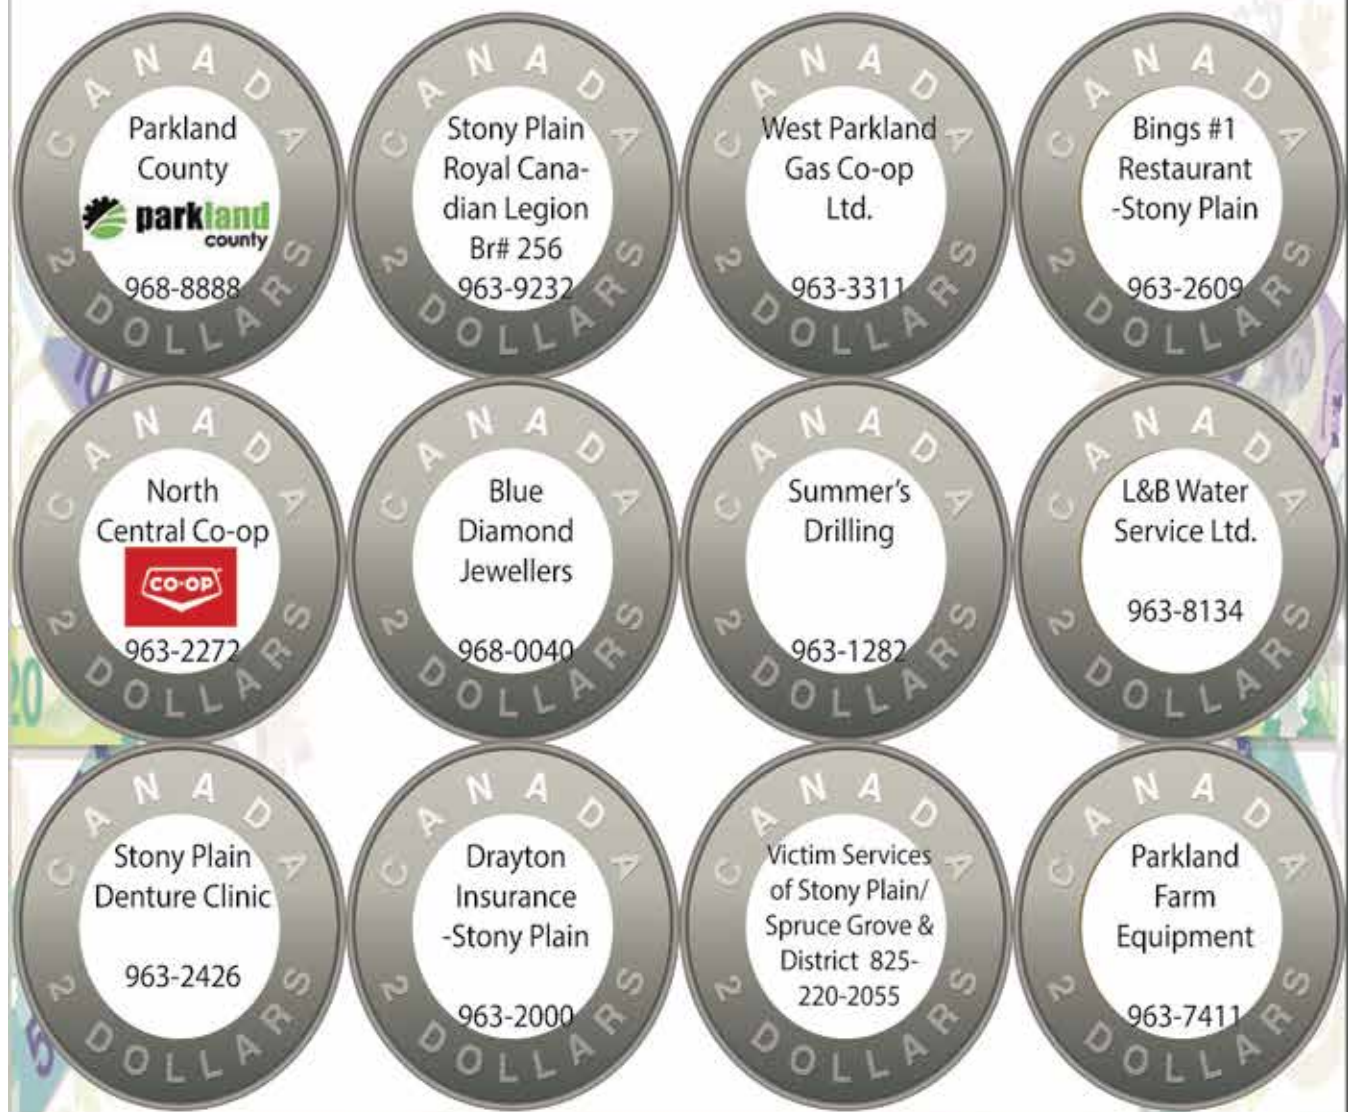 CANADA
Parkland
County
parkland
county
968-8888
2 DOLLARS
CANADA
Stony Plain
Royal Cana-
dian Legion
Br# 256
963-9232
2 DOLLARS
CANADA
West Parkland
Gas Co-op
Ltd.
963-3311
2 DOLLARS
CANADA
Bings #1
Restaurant
-Stony Plain
963-2609
2 DOLLARS
CANADA
North
Central Co-op
CO-OP
963-2272
2 DOLLARS
CANADA
Blue
Diamond
Jewellers
968-0040
2 DOLLARS
CANADA
Summer's
Drilling
963-1282
2 DOLLARS
CANADA
L&B Water
Service Ltd.
963-8134
2 DOLLARS
CANADA
Stony Plain
Denture Clinic
963-2426
2 DOLLARS
CANADA
Drayton
Insurance
-Stony Plain
963-2000
2 DOLLARS
CANADA
Victim Services
of Stony Plain/
Spruce Grove &
District 825-
220-2055
2 DOLLARS
CANADA
Parkland
Farm
Equipment
963-7411
2 DOLLARS
10
20
5